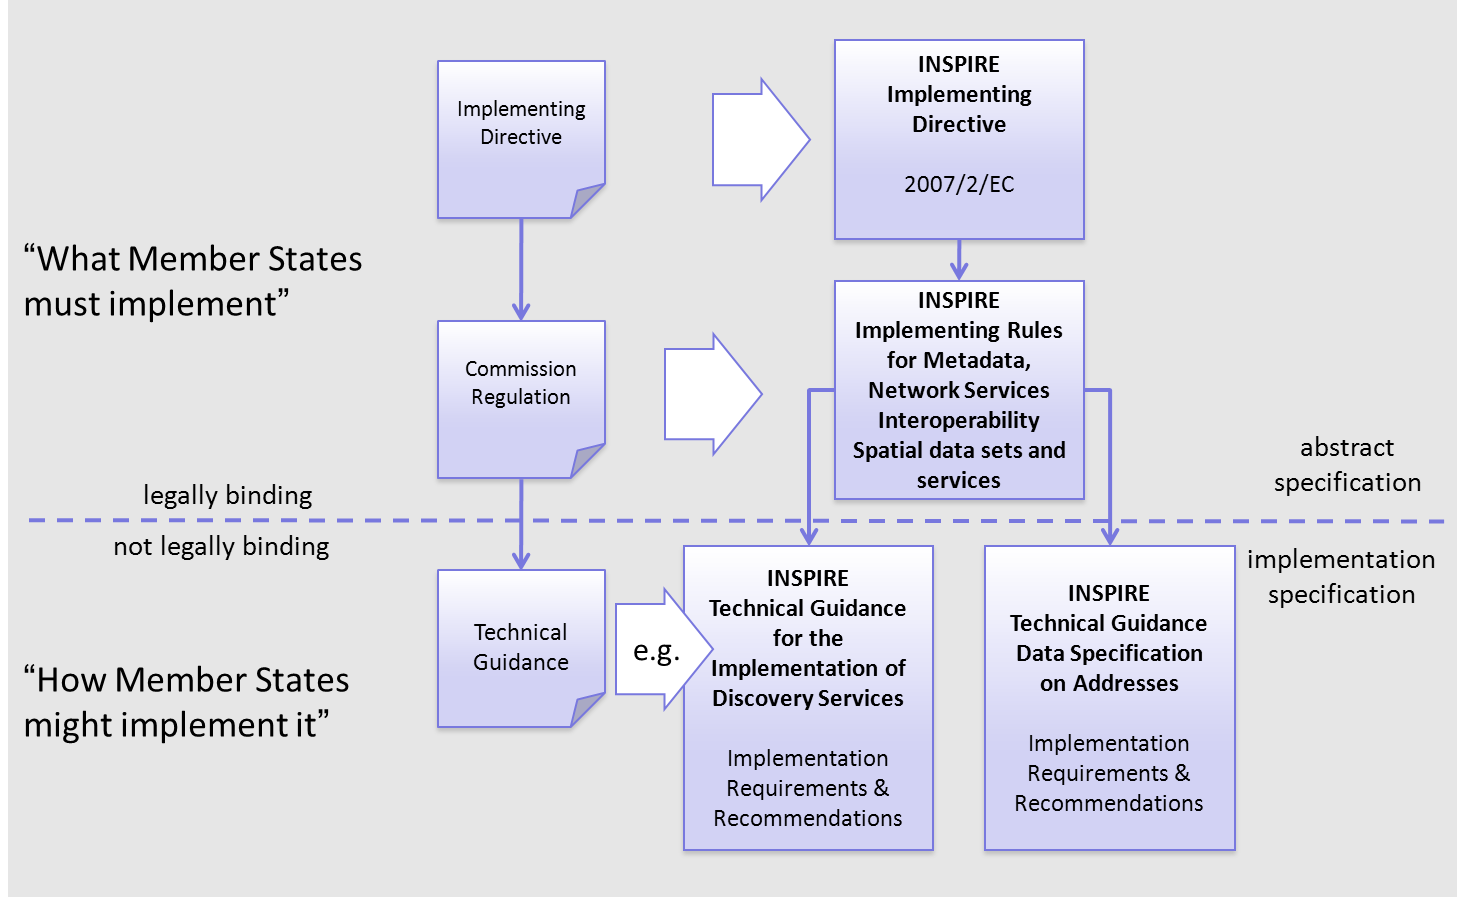 Implementing
Directive
INSPIRE
Implementing
Directive
2007/2/EC
“What Member States
must implement”
Commission
Regulation
INSPIRE
Implementing Rules
for Metadata,
Network Services
Interoperability
Spatial data sets and
services
abstract
specification
legally binding
not legally binding
implementation
specification
“How Member States
might implement it”
Technical
Guidance
e.g.
INSPIRE
Technical Guidance
for the
Implementation of
Discovery Services
Implementation
Requirements &
Recommendations
INSPIRE
Technical Guidance
Data Specification
on Addresses
Implementation
Requirements &
Recommendations